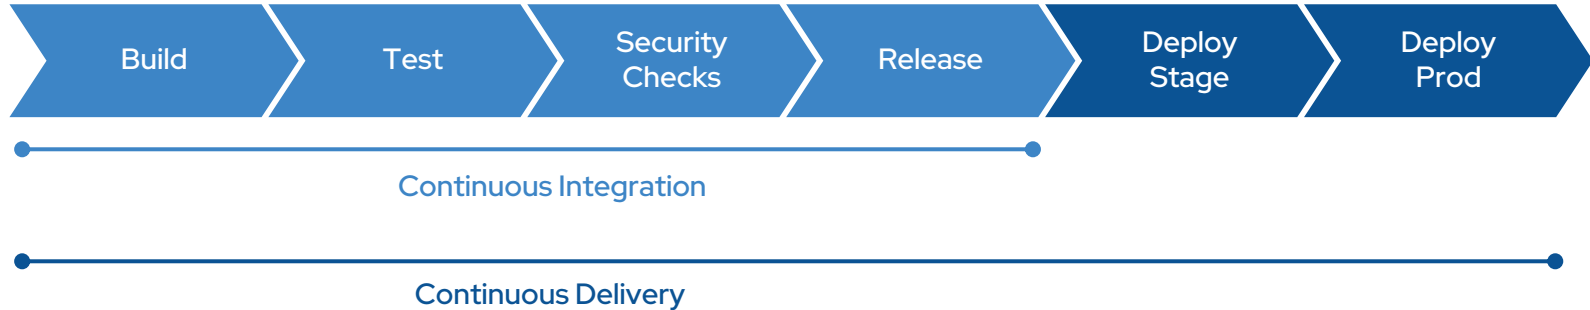 Build
Test
Security
Checks
Release
Deploy
Stage
Deploy
Prod
Continuous Integration
Continuous Delivery